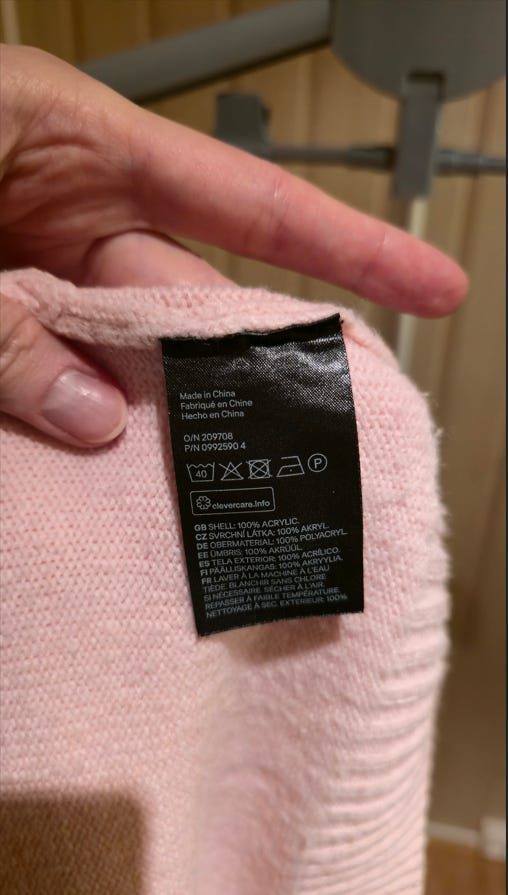 Made in China
Fabriqué en Chine
Hecho en China
O/N 209708
P/N 0992590 4
40 P
clevercare.info
GB SHELL: 100% ACRYLIC.
CZ SVRCHNÍ LÁTKA: 100% AKRYL.
DE OBERMATERIAL: 100% POLYACRYL.
EE ÜMBRIS: 100% AKRÜÜL.
ES TELA EXTERIOR: 100% ACRÍLICO.
FI PÄÄLLISKANGAS: 100% AKRYYLIA.
FR LAVER À LA MACHINE À L'EAU
TIÈDE. BLANCHIR SANS CHLORE
SI NÉCESSAIRE. SÉCHER À L'AIR.
REPASSER À FAIBLE TEMPÉRATURE.
NETTOYAGE À SEC. EXTÉRIEUR: 100%